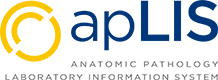 apLIS
ANATOMIC PATHOLOGY
LABORATORY INFORMATION SYSTEM